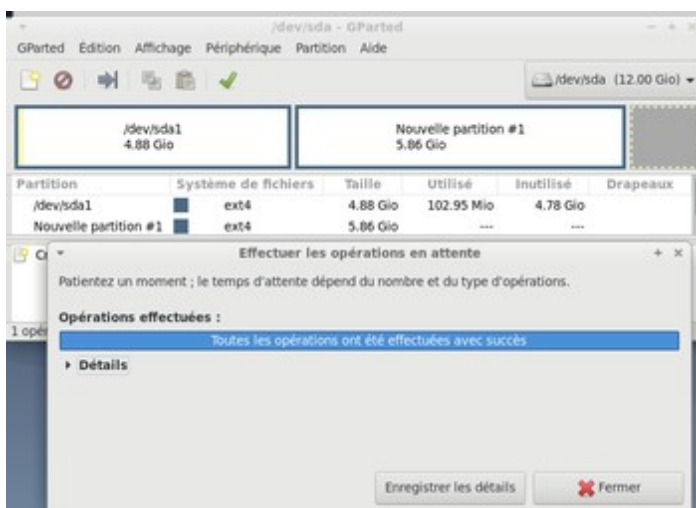 /dev/sda - GParted
GParted Édition Affichage Périphérique Partition Aide
/dev/sda (12.00 Gio)
/dev/sda1 Nouvelle partition #1
4.88 Gio 5.86 Gio
Partition Système de fichiers Taille Utilisé Inutilisé Drapeaux
/dev/sda1 ext4 4.88 Gio 102.95 Mio 4.78 Gio
Nouvelle partition #1 ext4 5.86 Gio --- ---
Effectuer les opérations en attente
Patientez un moment ; le temps d'attente dépend du nombre et du type d'opérations.
Opérations effectuées :
1 opér
Toutes les opérations ont été effectuées avec succès
Détails
Enregistrer les détails Fermer